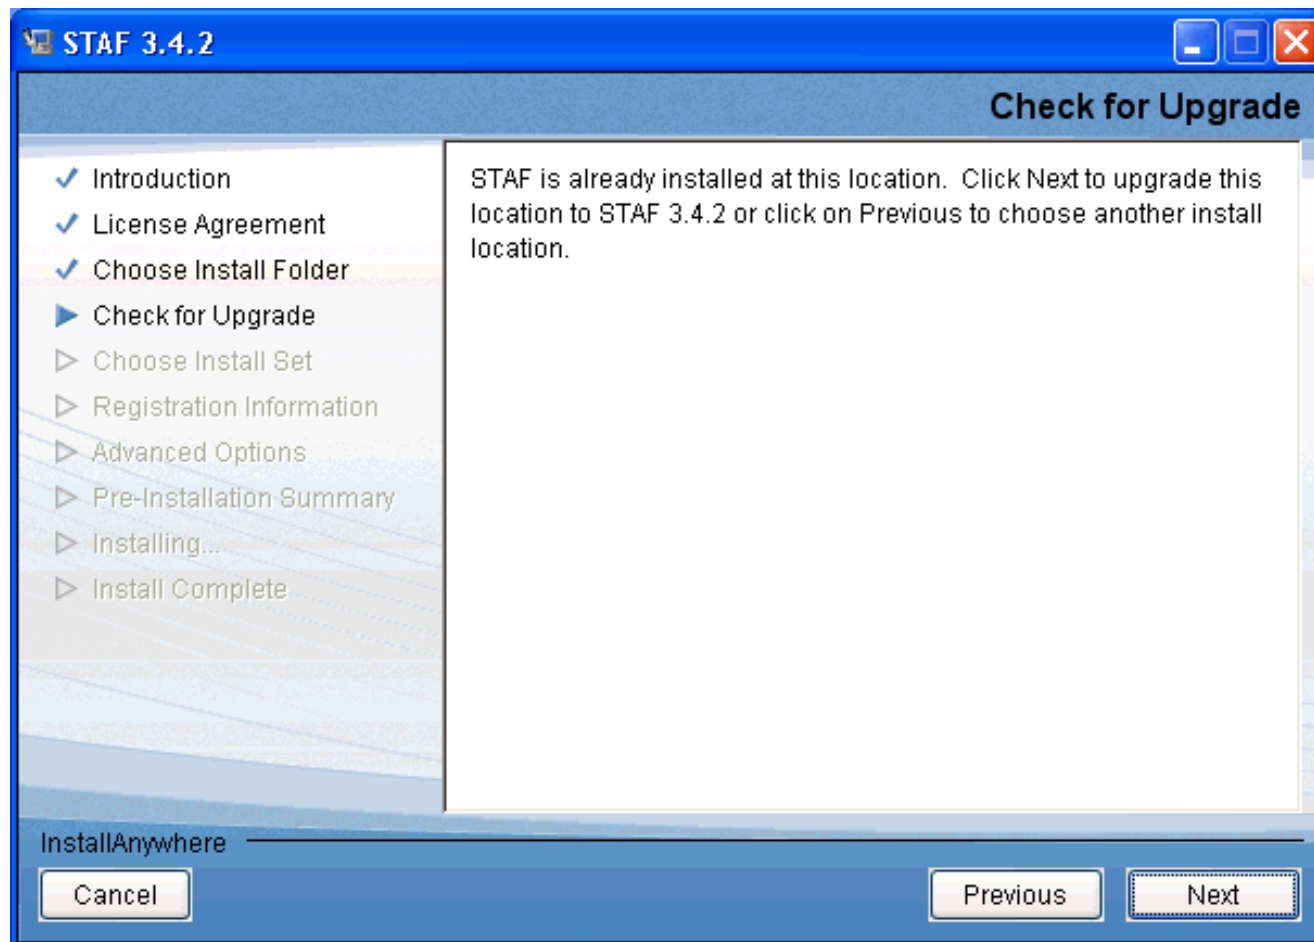 STAF 3.4.2
Check for Upgrade
Introduction
License Agreement
Choose Install Folder
Check for Upgrade
Choose Install Set
Registration Information
Advanced Options
Pre-Installation Summary
Installing...
Install Complete
STAF is already installed at this location.  Click Next to upgrade this
location to STAF 3.4.2 or click on Previous to choose another install
location.
InstallAnywhere
Cancel
Previous
Next